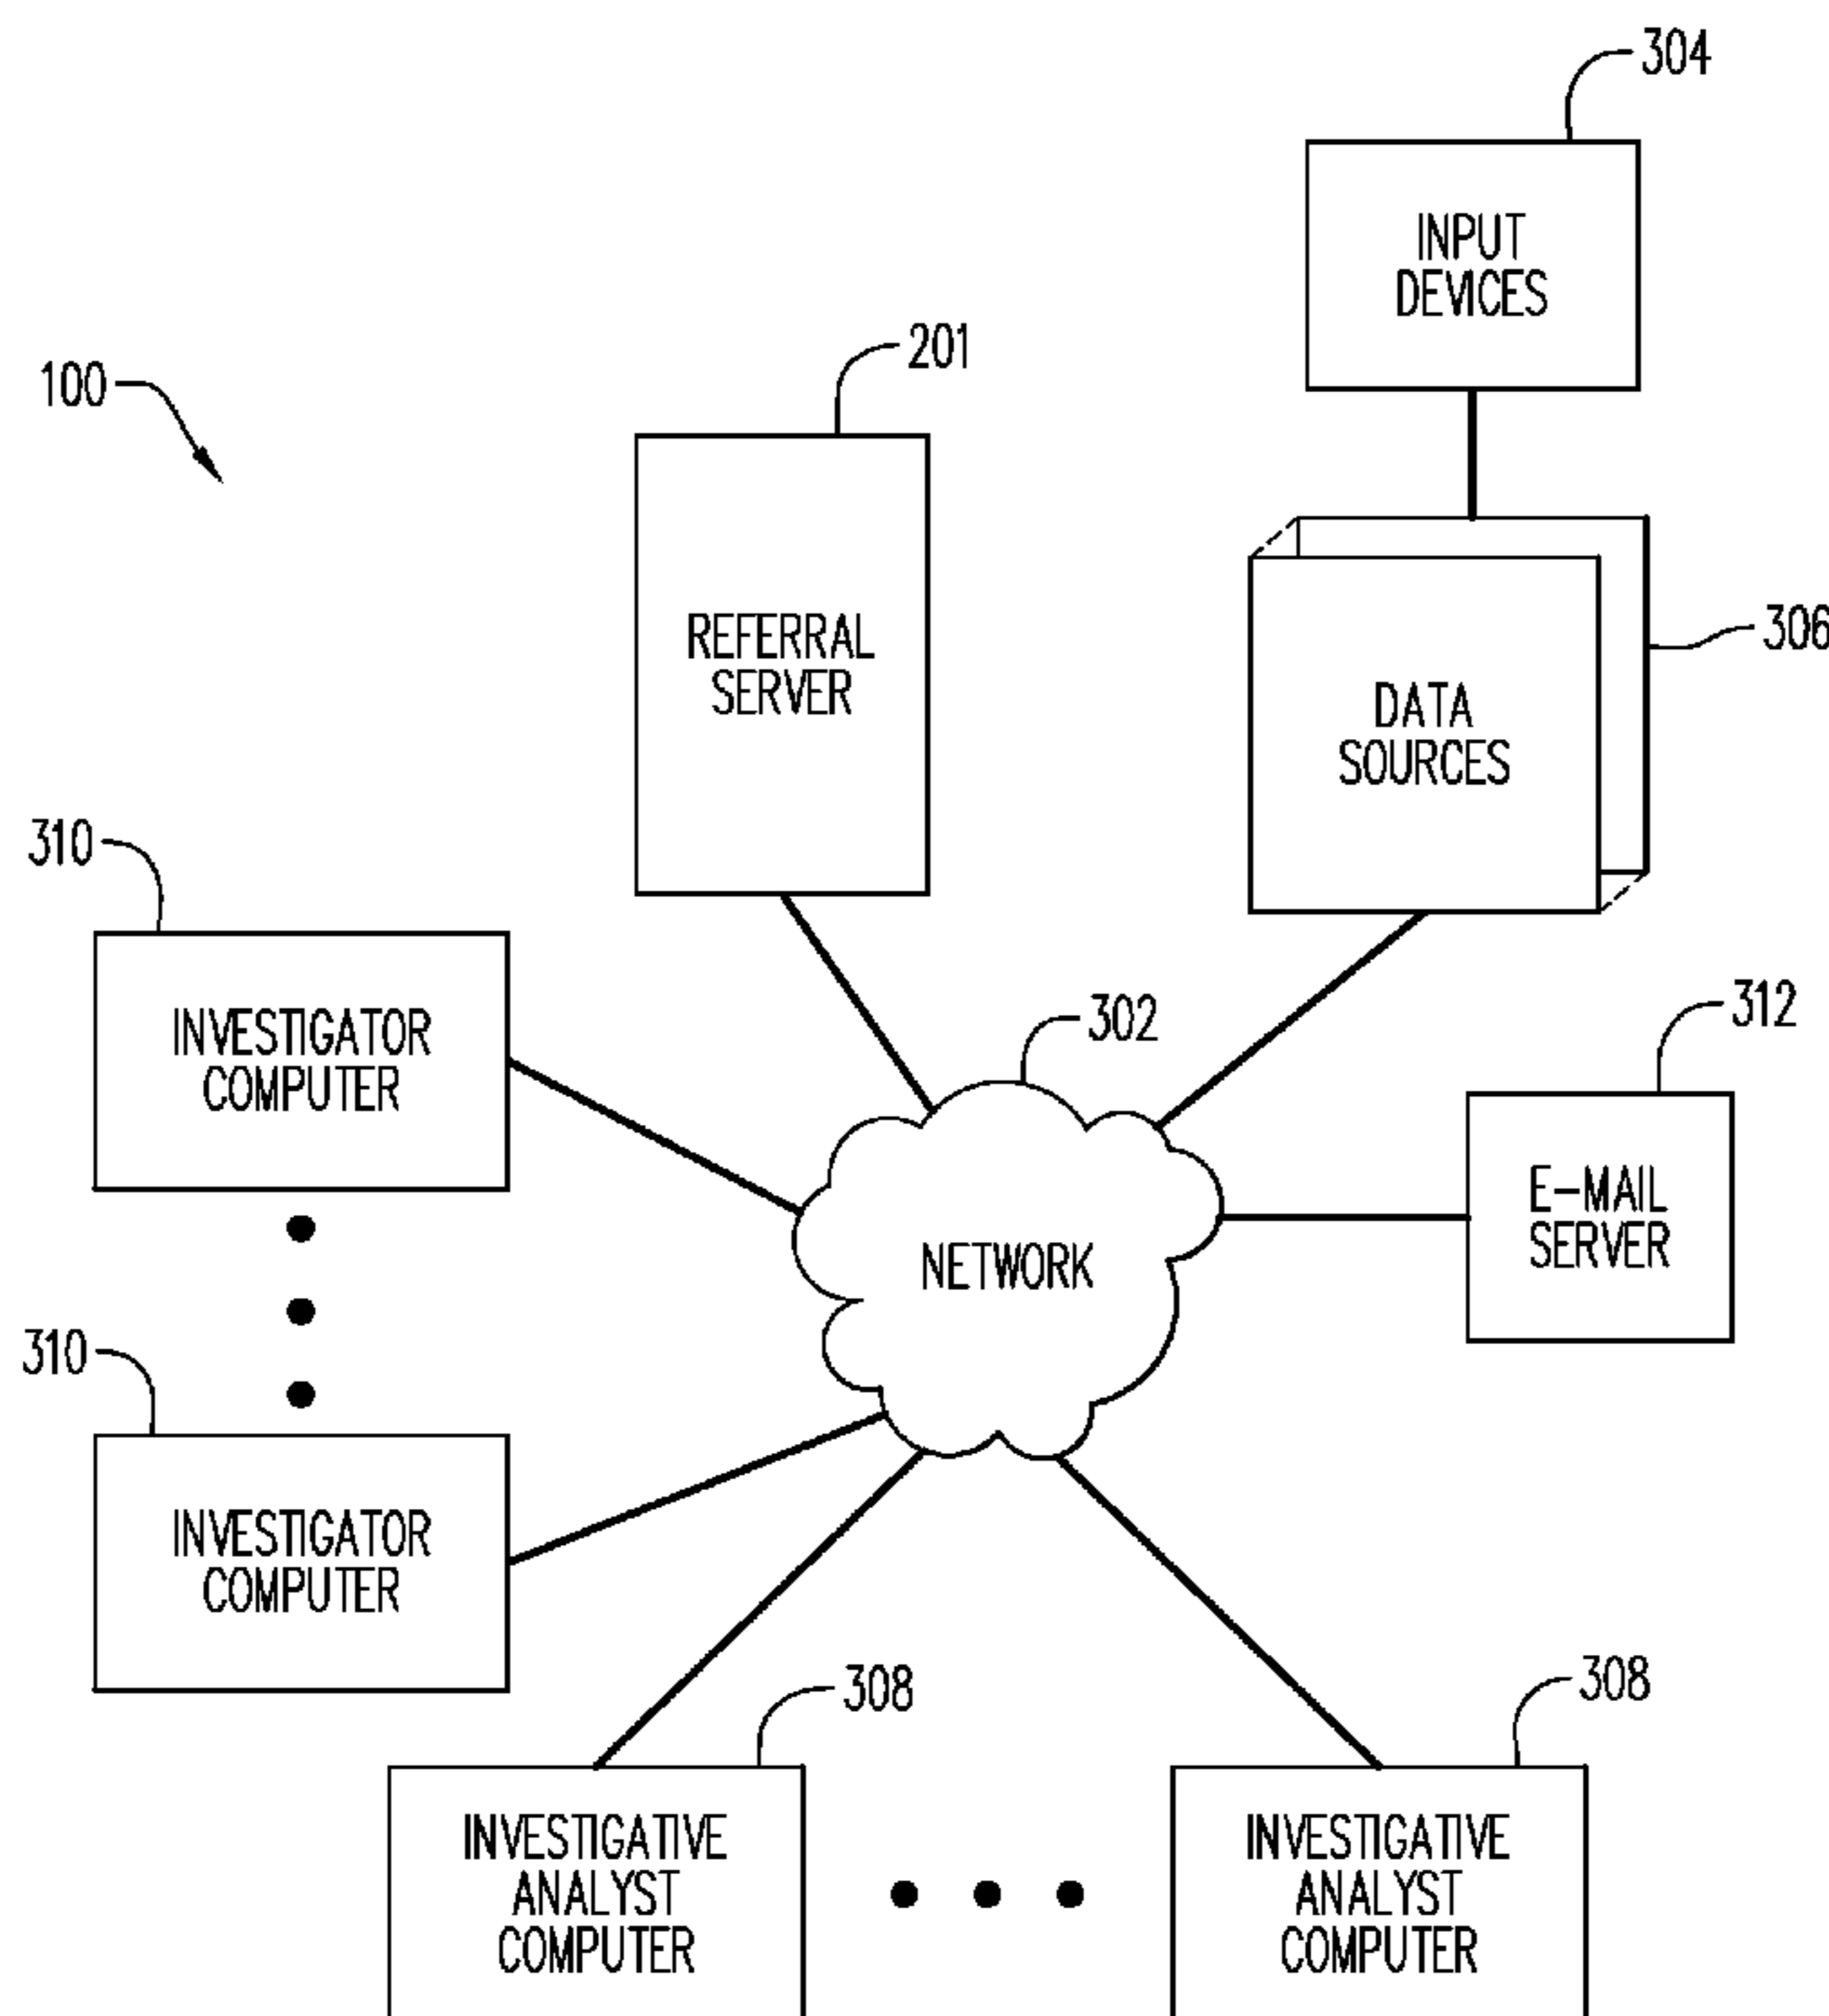 304
INPUT
DEVICES
201
100
REFERRAL
SERVER
306
DATA
SOURCES
310
INVESTIGATOR
COMPUTER
302
312
E-MAIL
SERVER
NETWORK
310
INVESTIGATOR
COMPUTER
308
308
INVESTIGATIVE
ANALYST
COMPUTER
INVESTIGATIVE
ANALYST
COMPUTER